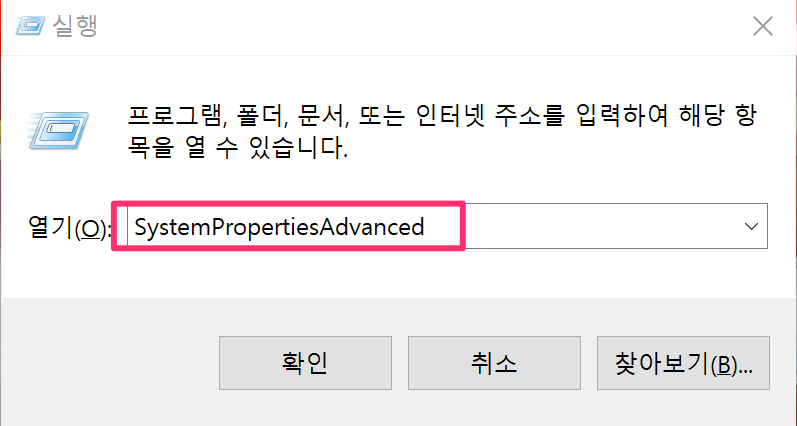 실행
프로그램, 폴더, 문서, 또는 인터넷 주소를 입력하여 해당 항
목을 열 수 있습니다.
열기(O): SystemPropertiesAdvanced
확인 취소 찾아보기(B)...